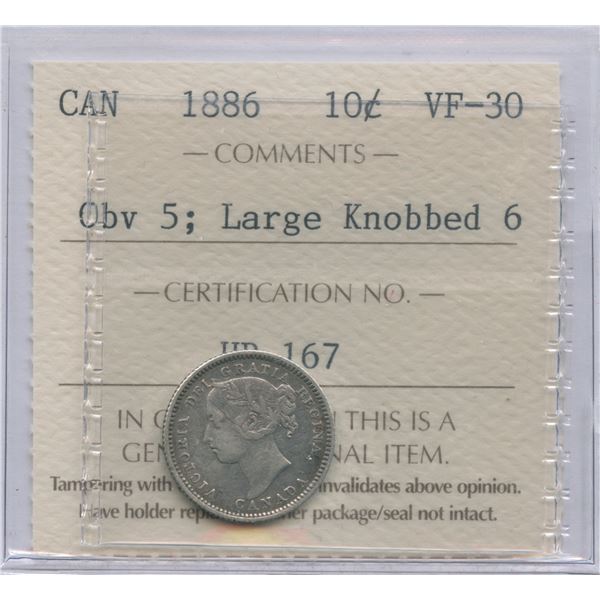 CAN 1886 10¢ VF-30
— COMMENTS —
Obv 5; Large Knobbed 6
— CERTIFICATION NO. —
167
IN THIS IS A
NAL ITEM.
Tampering with invalidates above opinion.
Have holder package/seal not intact.
VICTORIA DEI GRATIA REGINA
CANADA